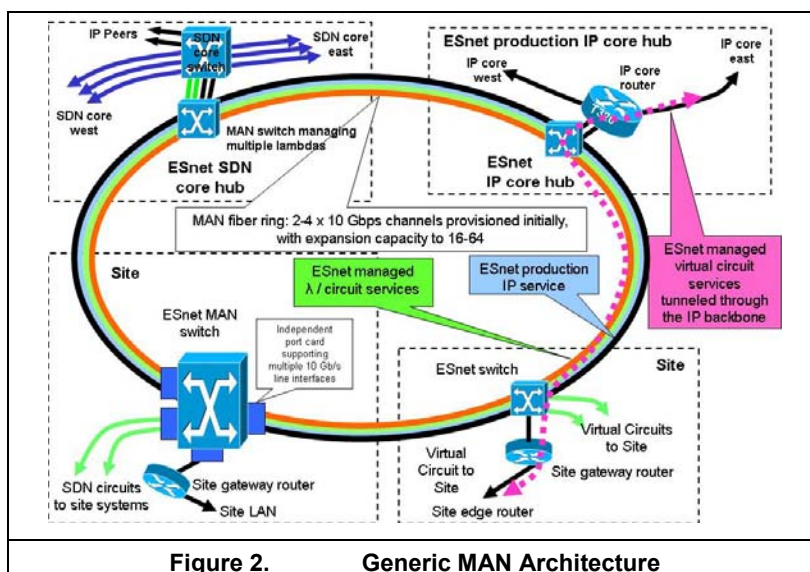 IP Peers
SDN
core
switch
SDN core
east
SDN core
west
MAN switch managing
multiple lambdas
ESnet SDN
core hub
ESnet production IP core hub
IP core
west
IP core
router
IP core
east
ESnet
IP core hub
MAN fiber ring: 2-4 x 10 Gbps channels provisioned initially,
with expansion capacity to 16-64
Site
ESnet MAN
switch
Independent
port card
supporting
multiple 10 Gb/s
line interfaces
ESnet managed
λ / circuit services
ESnet production
IP service
ESnet managed
virtual circuit
services
tunneled through
the IP backbone
SDN circuits
to site systems
Site gateway router
Site LAN
ESnet switch
Site
Virtual
Circuit to
Site
Virtual Circuits
to Site
Site gateway router
Site edge router
Figure 2. Generic MAN Architecture